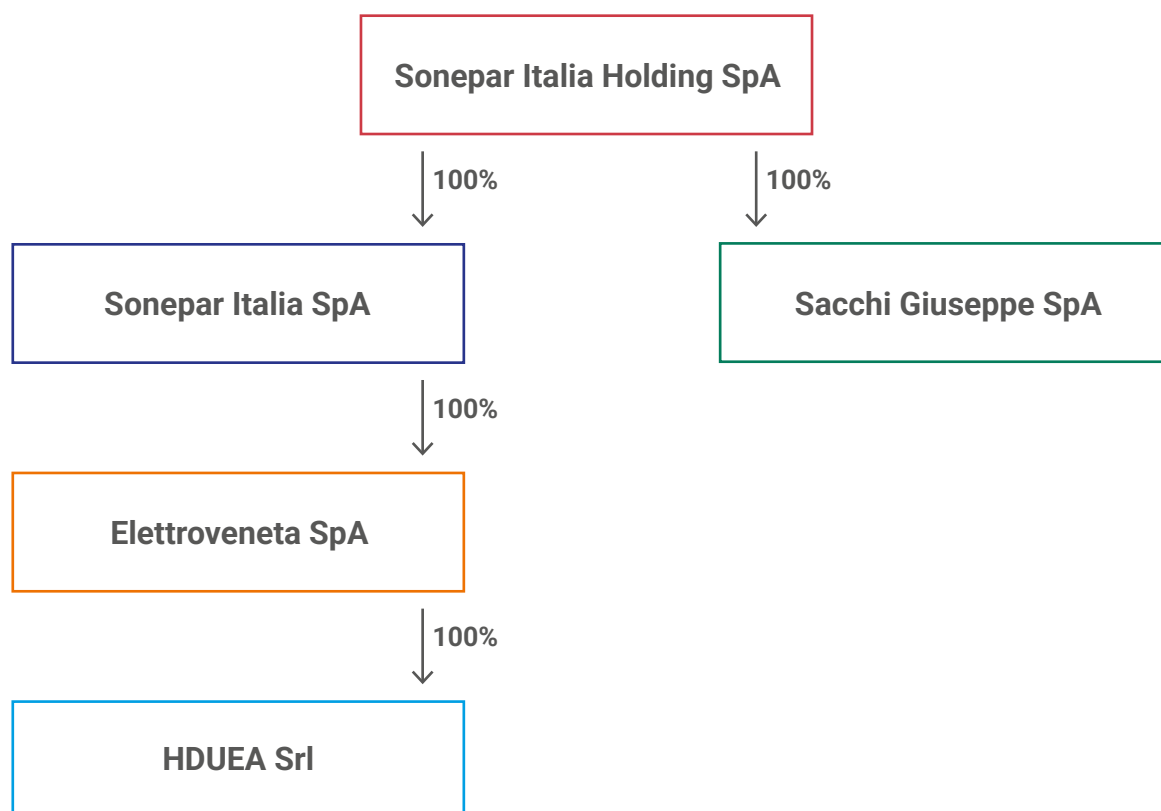 Sonepar Italia Holding SpA
100%
100%
Sonepar Italia SpA
Sacchi Giuseppe SpA
100%
Elettroveneta SpA
100%
HDUEA Srl